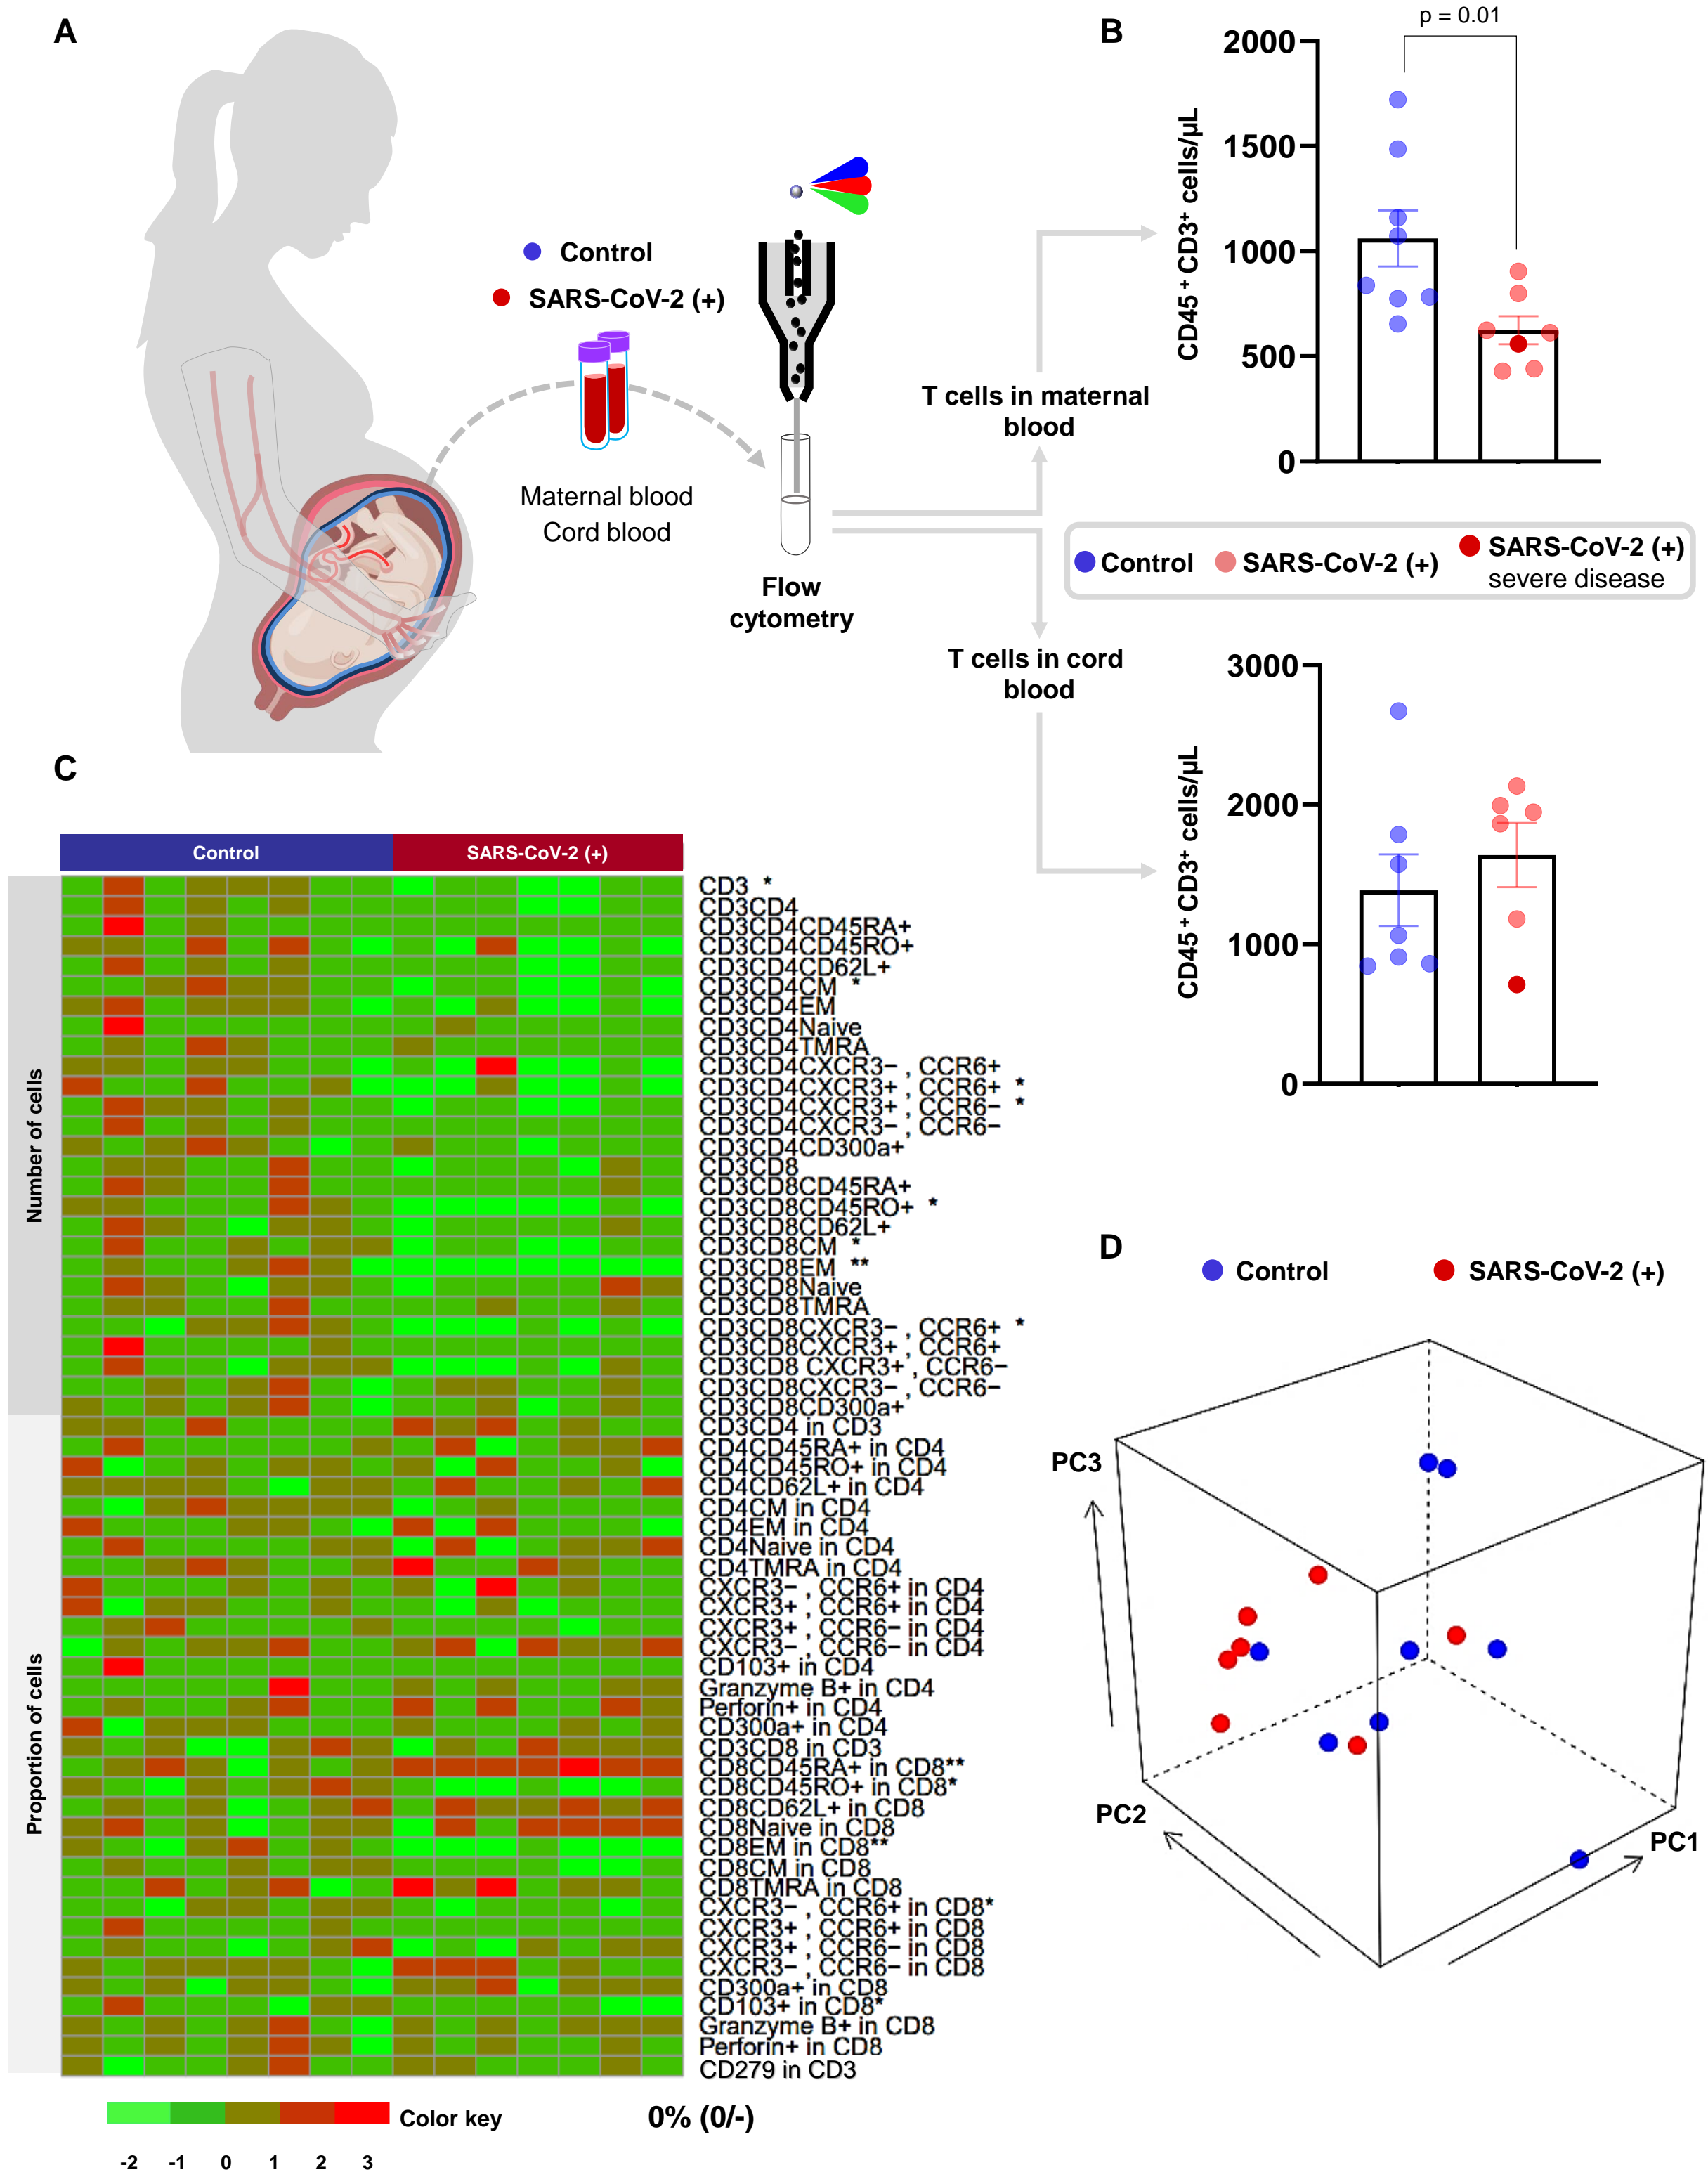 A
Control
SARS-CoV-2 (+)
Maternal blood
Cord blood
Flow
cytometry
T cells in maternal
blood
T cells in cord
blood
B
p = 0.01
CD45+ CD3+ cells/µL
2000
1500
1000
500
0
Control
SARS-CoV-2 (+)
SARS-CoV-2 (+)
severe disease
CD45+ CD3+ cells/µL
3000
2000
1000
0
C
Control
SARS-CoV-2 (+)
Number of cells
CD3 *
CD3CD4
CD3CD4CD45RA+
CD3CD4CD45RO+
CD3CD4CD62L+
CD3CD4CM *
CD3CD4EM
CD3CD4Naive
CD3CD4TMRA
CD3CD4CXCR3− , CCR6+
CD3CD4CXCR3+ , CCR6+ *
CD3CD4CXCR3+ , CCR6− *
CD3CD4CXCR3− , CCR6−
CD3CD4CD300a+
CD3CD8
CD3CD8CD45RA+
CD3CD8CD45RO+ *
CD3CD8CD62L+
CD3CD8CM *
CD3CD8EM **
CD3CD8Naive
CD3CD8TMRA
CD3CD8CXCR3− , CCR6+ *
CD3CD8CXCR3+ , CCR6+
CD3CD8 CXCR3+ , CCR6−
CD3CD8CXCR3− , CCR6−
CD3CD8CD300a+
Proportion of cells
CD3CD4 in CD3
CD4CD45RA+ in CD4
CD4CD45RO+ in CD4
CD4CD62L+ in CD4
CD4CM in CD4
CD4EM in CD4
CD4Naive in CD4
CD4TMRA in CD4
CXCR3− , CCR6+ in CD4
CXCR3+ , CCR6+ in CD4
CXCR3+ , CCR6− in CD4
CXCR3− , CCR6− in CD4
CD103+ in CD4
Granzyme B+ in CD4
Perforin+ in CD4
CD300a+ in CD4
CD3CD8 in CD3
CD8CD45RA+ in CD8**
CD8CD45RO+ in CD8*
CD8CD62L+ in CD8
CD8Naive in CD8
CD8EM in CD8**
CD8CM in CD8
CD8TMRA in CD8
CXCR3− , CCR6+ in CD8*
CXCR3+ , CCR6+ in CD8
CXCR3+ , CCR6− in CD8
CXCR3− , CCR6− in CD8
CD300a+ in CD8
CD103+ in CD8*
Granzyme B+ in CD8
Perforin+ in CD8
CD279 in CD3
Color key
-2 -1 0 1 2 3
0% (0/-)
D
Control
SARS-CoV-2 (+)
PC3
PC2
PC1